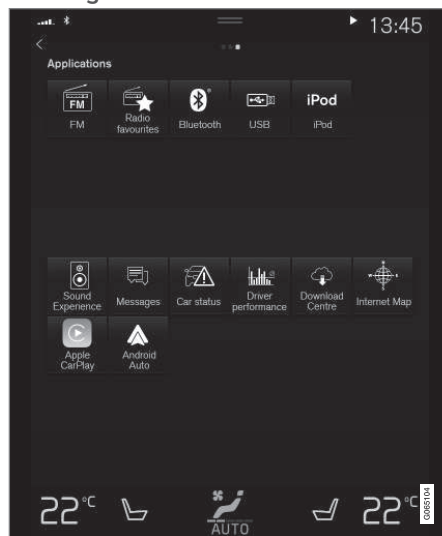 13:45
Applications
FM
FM
Radio
favourites
Bluetooth
USB
iPod
iPod
Sound
Experience
Messages
Car status
Driver
performance
Download
Centre
Internet Map
Apple
CarPlay
Android
Auto
22°C
AUTO
22°C
G065104